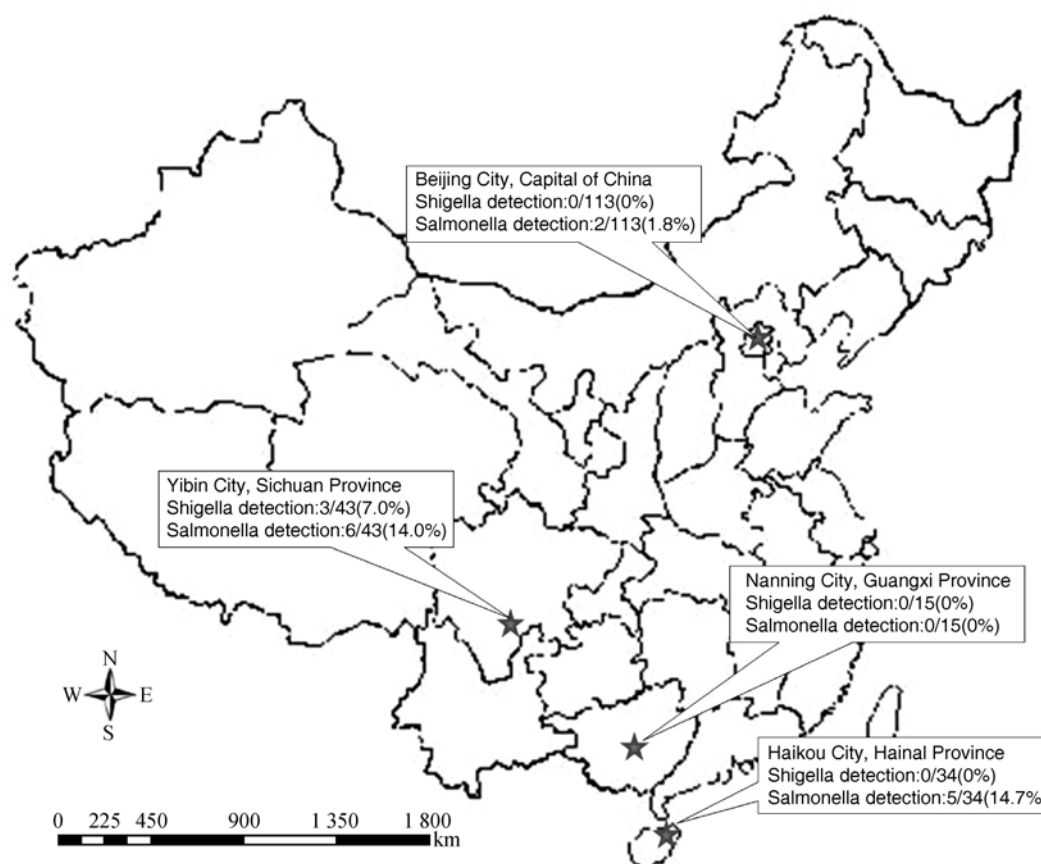 Beijing City, Capital of China
Shigella detection:0/113(0%)
Salmonella detection:2/113(1.8%)
Yibin City, Sichuan Province
Shigella detection:3/43(7.0%)
Salmonella detection:6/43(14.0%)
Nanning City, Guangxi Province
Shigella detection:0/15(0%)
Salmonella detection:0/15(0%)
N
W E
S
Haikou City, Hainal Province
Shigella detection:0/34(0%)
Salmonella detection:5/34(14.7%
0 225 450 900 1 350 1 800
km